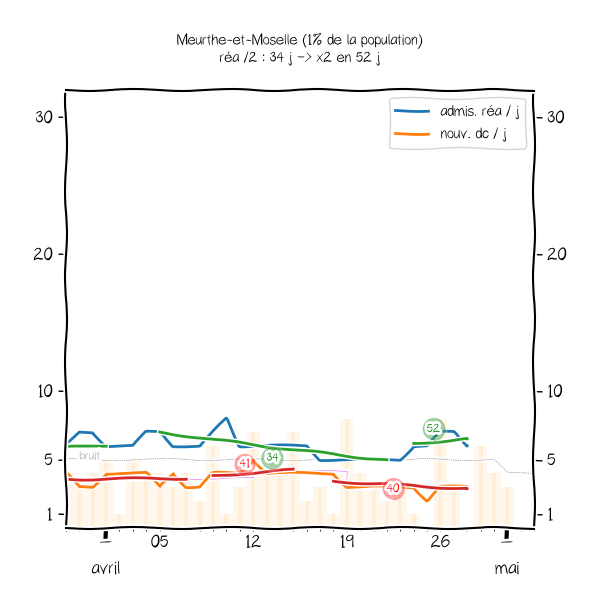 Meurthe-et-Moselle (1% de la population)
réa /2 : 34 j -> x2 en 52 j
admis. réa / j
nouv. dc / j
30
30
20
20
10
10
52
bruit
41
34
5
5
40
1
1
05
12
19
26
avril
mai